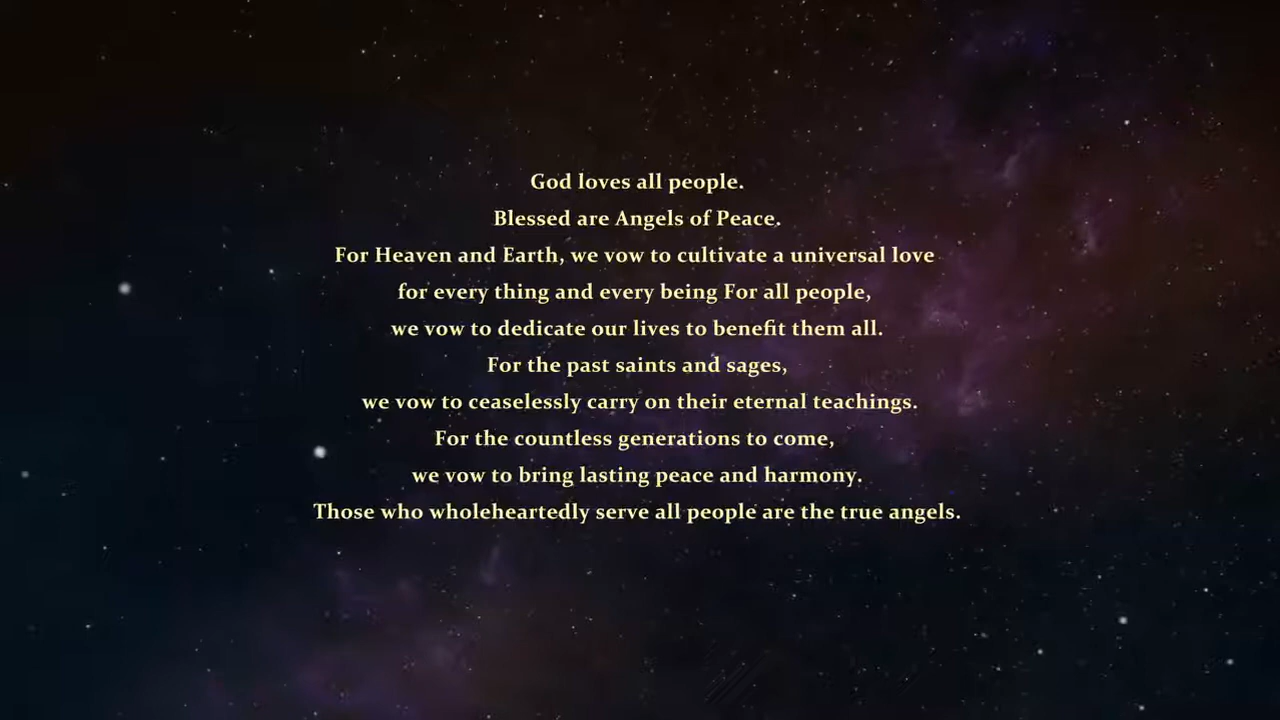 God loves all people.
Blessed are Angels of Peace.
For Heaven and Earth, we vow to cultivate a universal love
for every thing and every being For all people,
we vow to dedicate our lives to benefit them all.
For the past saints and sages,
we vow to ceaselessly carry on their eternal teachings.
For the countless generations to come,
we vow to bring lasting peace and harmony.
Those who wholeheartedly serve all people are the true angels.